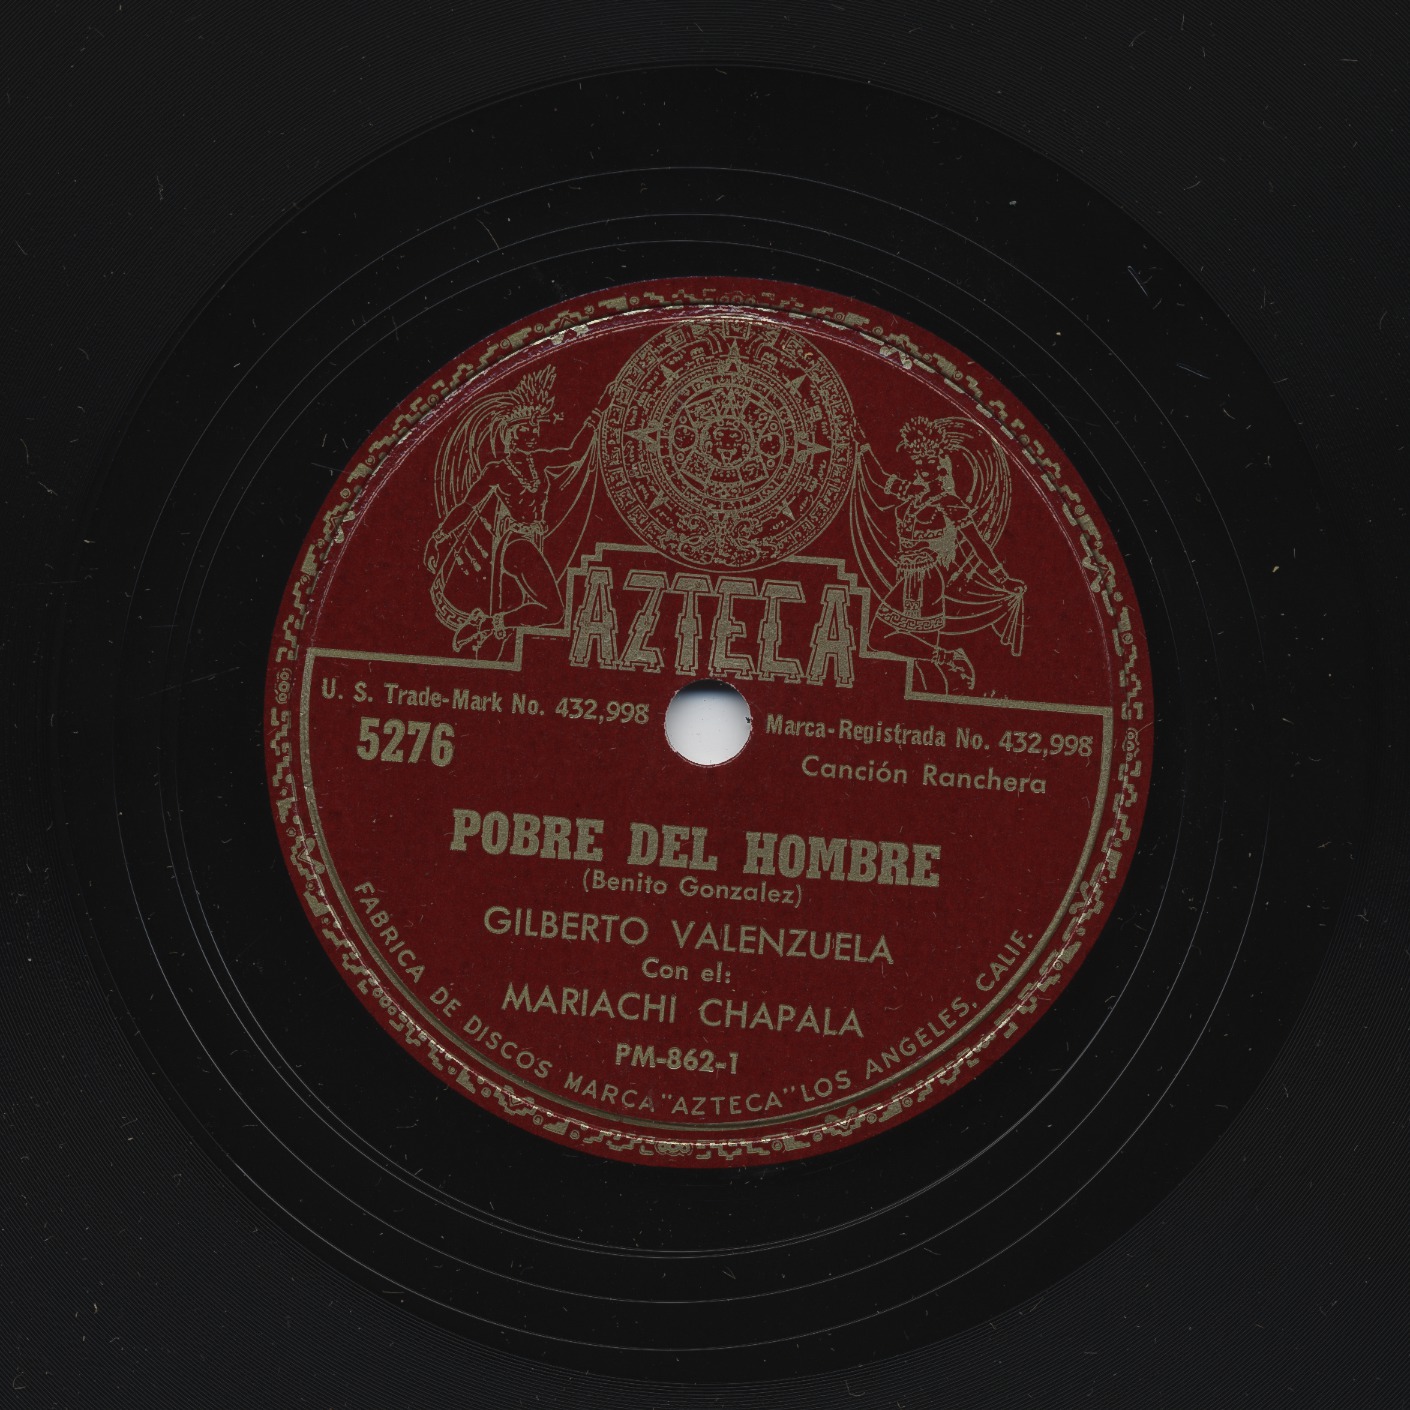 AZTECA
U. S. Trade-Mark No. 432,998
Marca-Registrada No. 432,998
5276
Canción Ranchera
POBRE DEL HOMBRE
(Benito Gonzalez)
GILBERTO VALENZUELA
Con el:
MARIACHI CHAPALA
PM-862-1
FABRICA DE DISCOS MARCA "AZTECA" LOS ANGELES, CALIF.